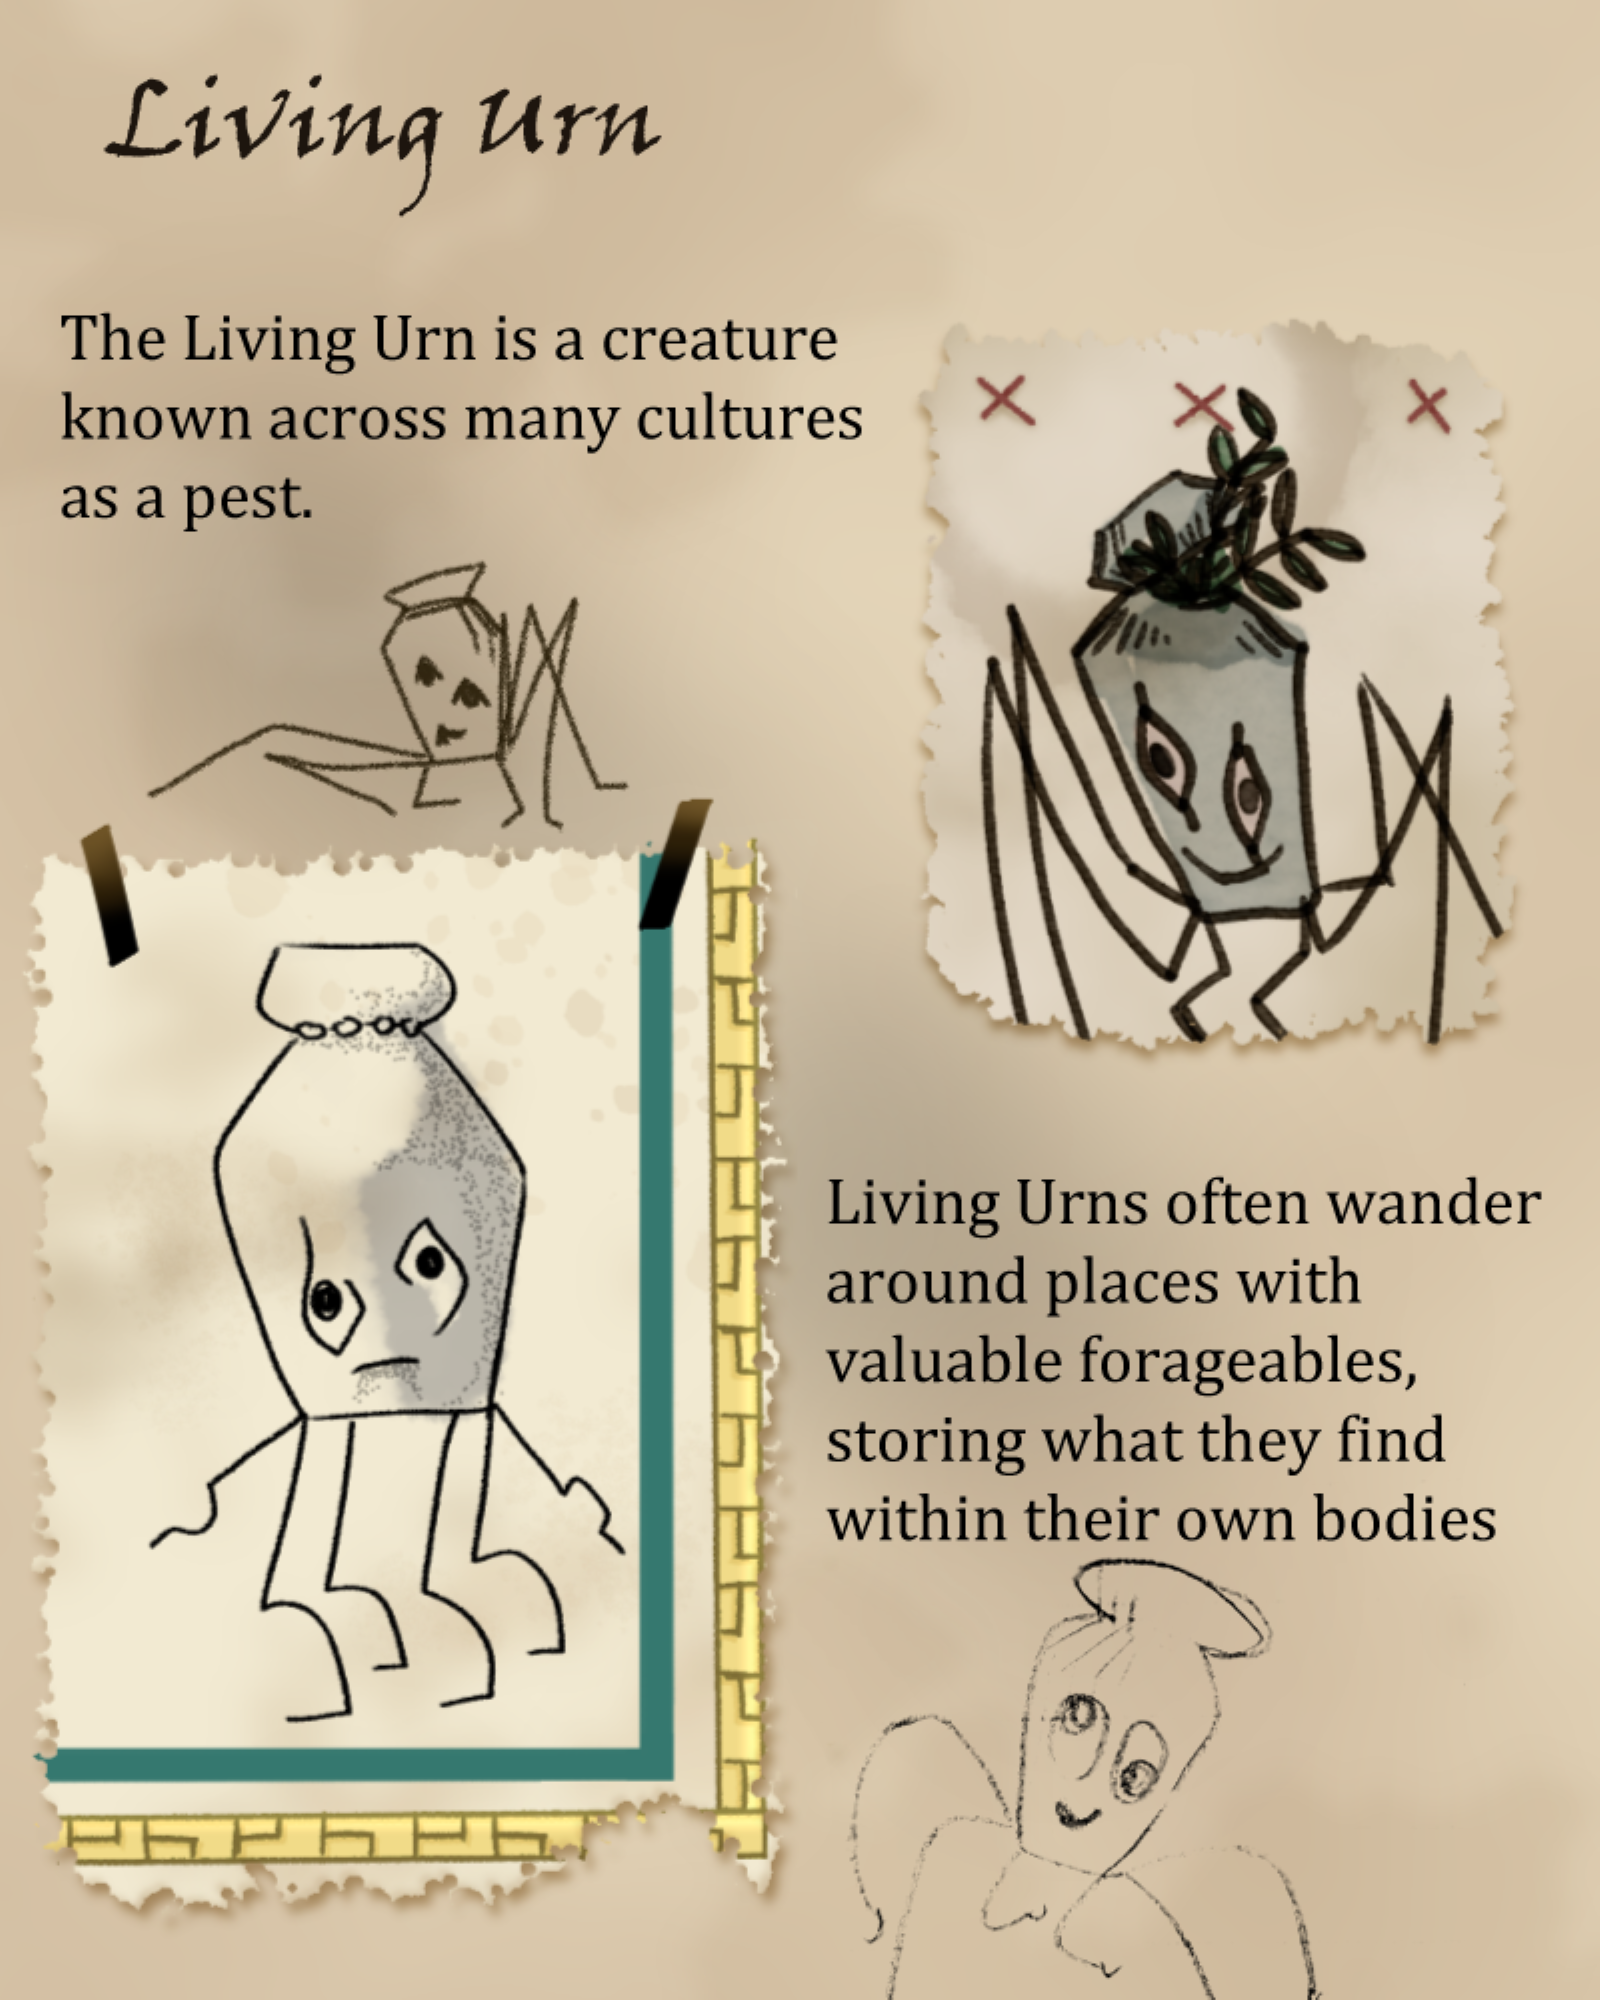 Living Urn
The Living Urn is a creature
known across many cultures
as a pest.
Living Urns often wander
around places with
valuable forageables,
storing what they find
within their own bodies